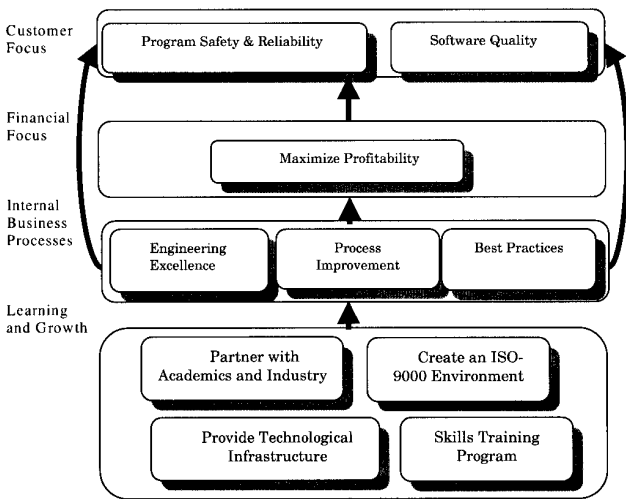 Customer
Focus
Program Safety & Reliability
Software Quality
Financial
Focus
Maximize Profitability
Internal
Business
Processes
Engineering
Excellence
Process
Improvement
Best Practices
Learning
and Growth
Partner with
Academics and Industry
Create an ISO-
9000 Environment
Provide Technological
Infrastructure
Skills Training
Program